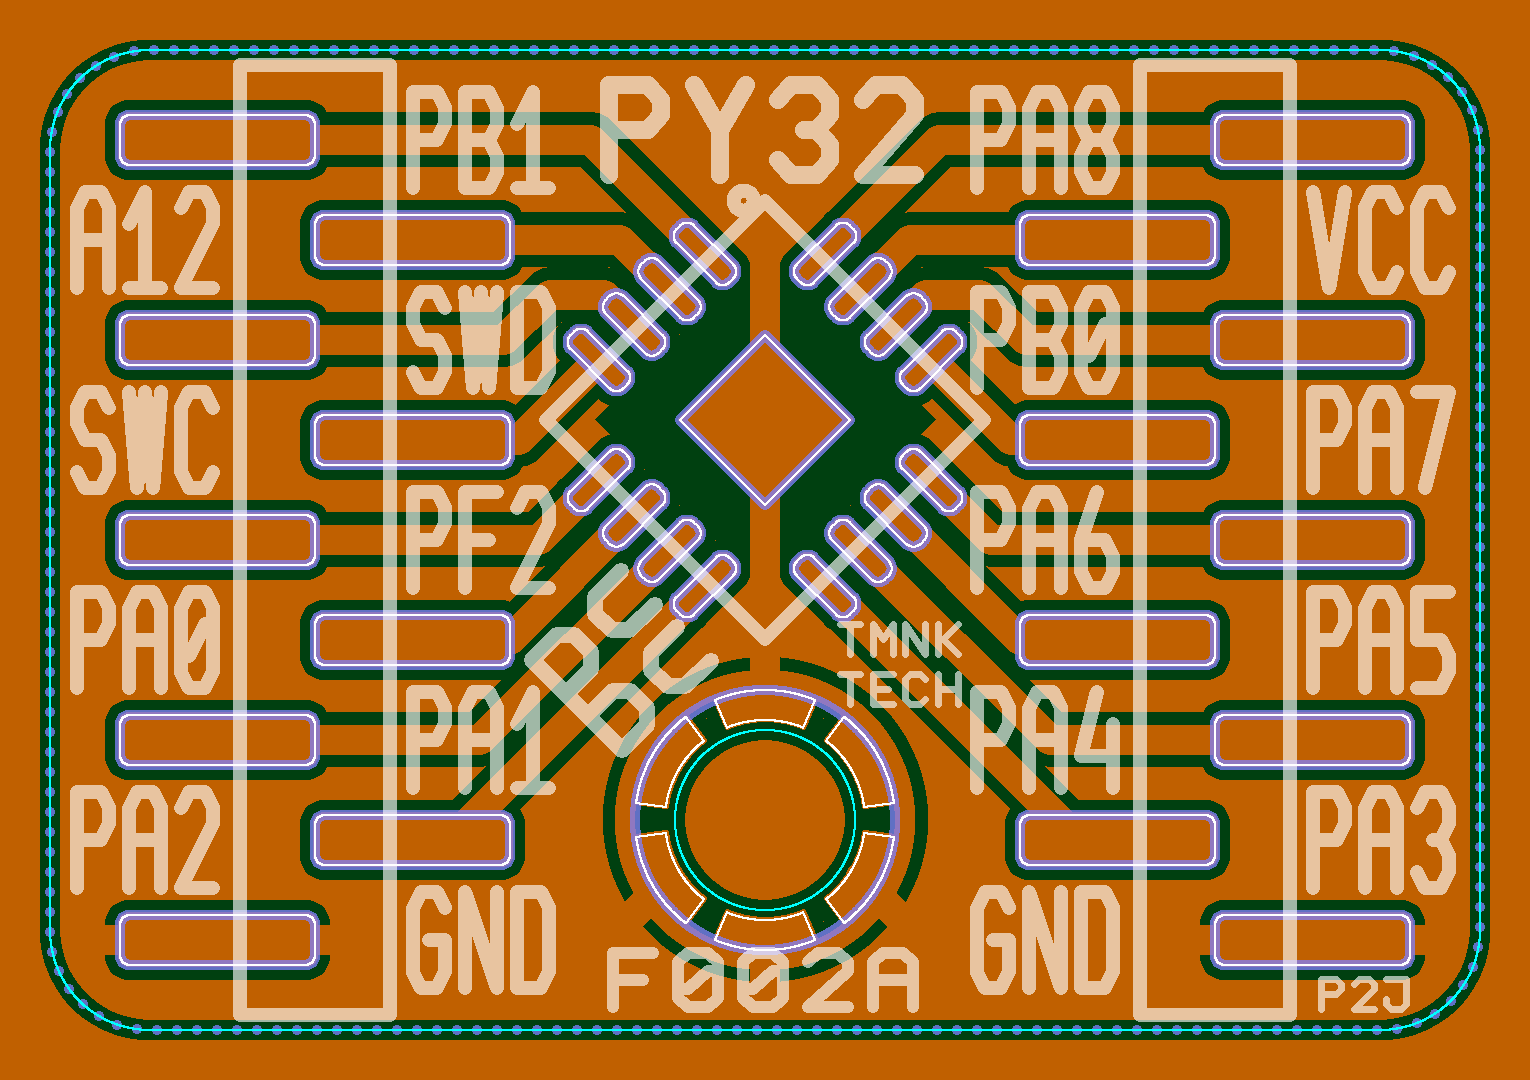 PB1 PY32 PA8
A12 VCC
SWD PB0
SWC PA7
PF2 PA6
PA0 PA5
TMNK
TECH
PA1 PA4
PA2 PA3
GND GND
F002A
P2J